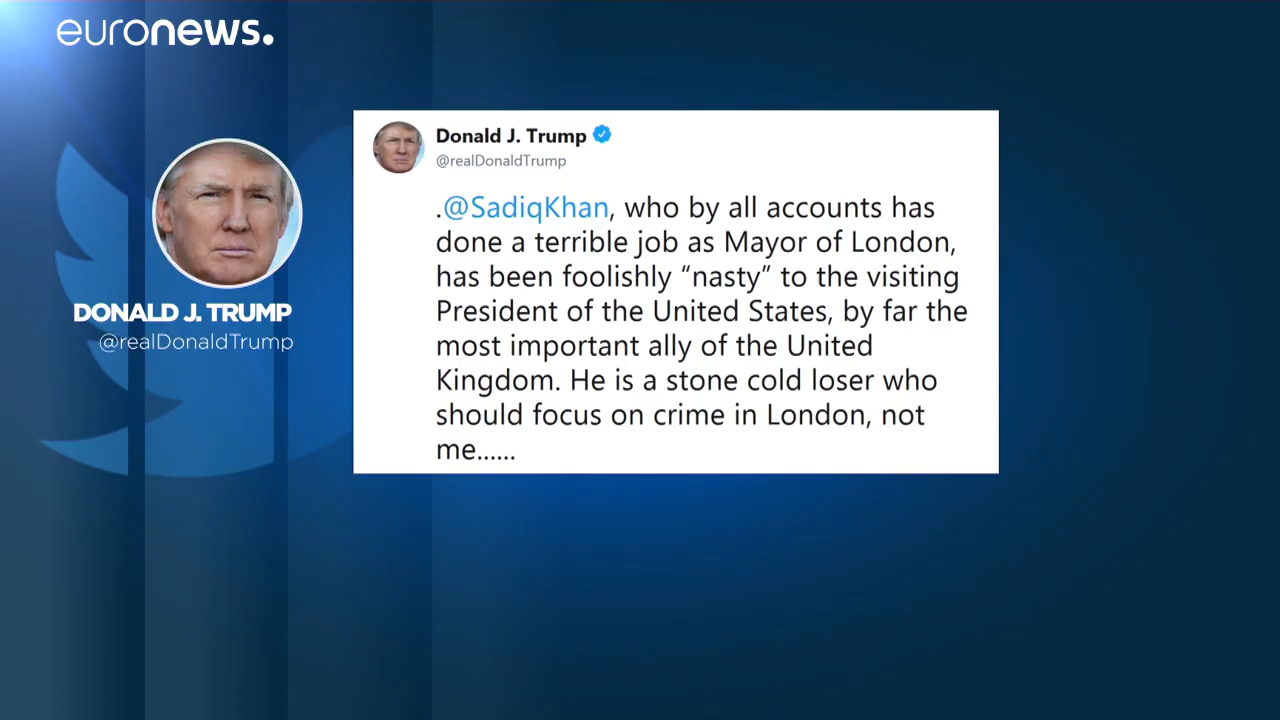 euronews.
DONALD J. TRUMP
@realDonaldTrump
Donald J. Trump
@realDonaldTrump
.@SadiqKhan, who by all accounts has
done a terrible job as Mayor of London,
has been foolishly “nasty” to the visiting
President of the United States, by far the
most important ally of the United
Kingdom. He is a stone cold loser who
should focus on crime in London, not
me......